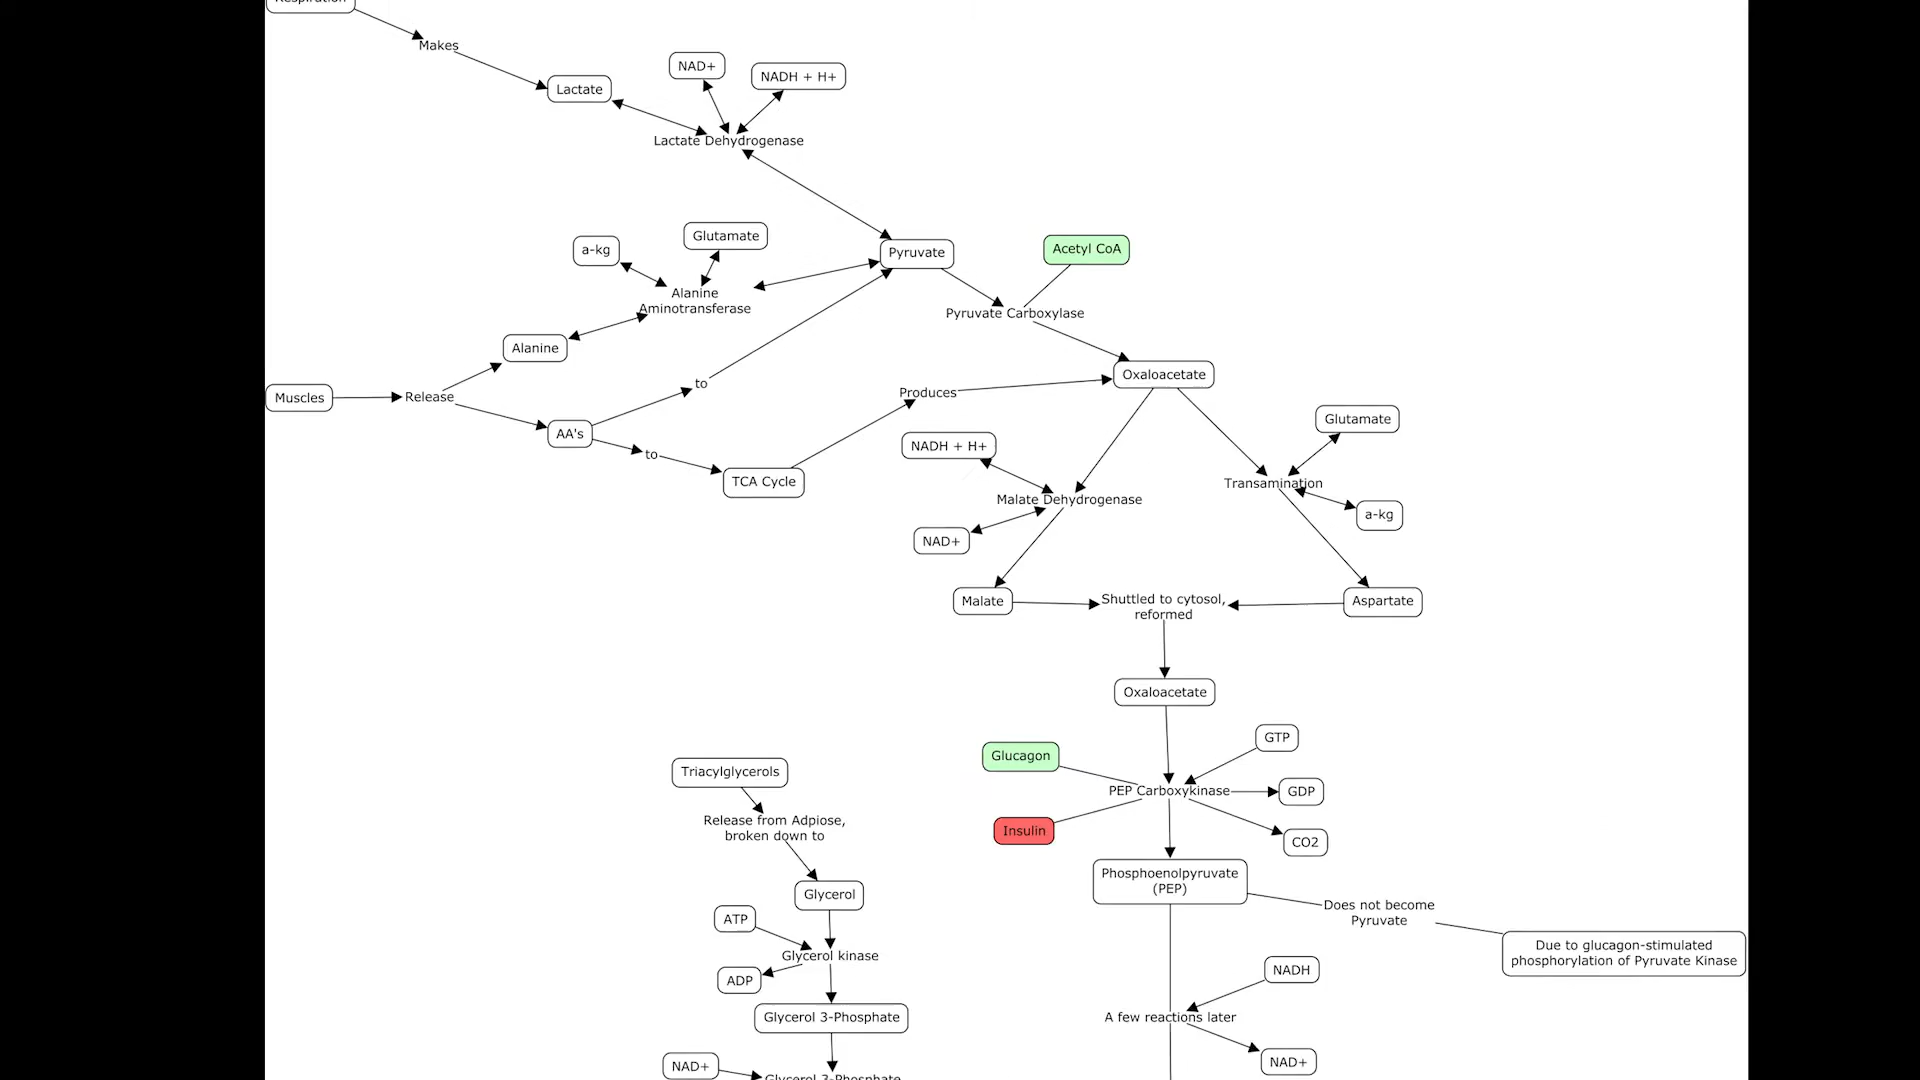 Respiration
Makes
Lactate
NAD+
NADH + H+
Lactate Dehydrogenase
a-kg
Glutamate
Pyruvate
Acetyl CoA
Alanine
Aminotransferase
Pyruvate Carboxylase
Alanine
Oxaloacetate
Muscles
Release
to
Produces
AA's
to
TCA Cycle
NADH + H+
Glutamate
Malate Dehydrogenase
Transamination
NAD+
a-kg
Malate
Shuttled to cytosol,
reformed
Aspartate
Oxaloacetate
Glucagon
GTP
PEP Carboxykinase
GDP
Insulin
CO2
Triacylglycerols
Release from Adpiose,
broken down to
Phosphoenolpyruvate
(PEP)
Glycerol
Does not become
Pyruvate
ATP
Due to glucagon-stimulated
phosphorylation of Pyruvate Kinase
Glycerol kinase
ADP
NADH
Glycerol 3-Phosphate
A few reactions later
NAD+
NAD+
Glycerol 3-Phosphate